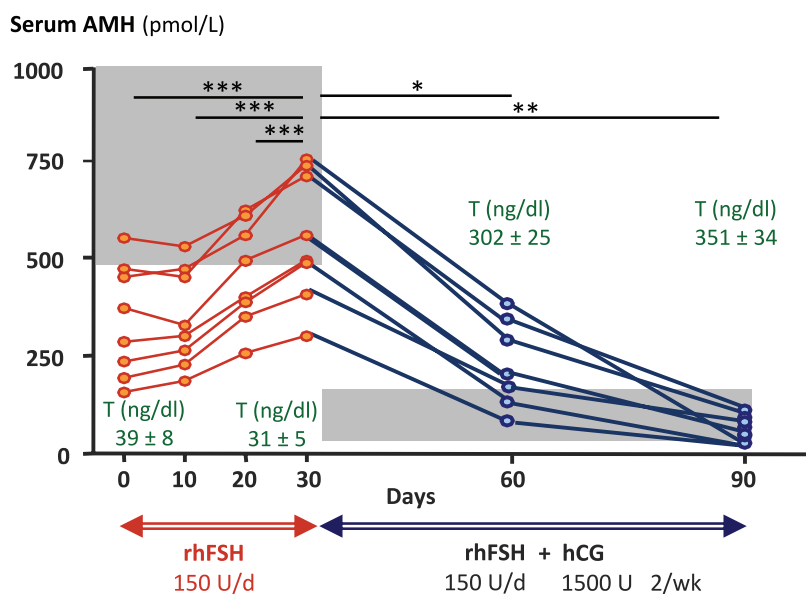 Serum AMH (pmol/L)
1000
***
*
***
**
***
750
T (ng/dl)
302 ± 25
T (ng/dl)
351 ± 34
500
250
T (ng/dl)
39 ± 8
T (ng/dl)
31 ± 5
0
0 10 20 30 60 90
Days
rhFSH
150 U/d
rhFSH + hCG
150 U/d 1500 U 2/wk